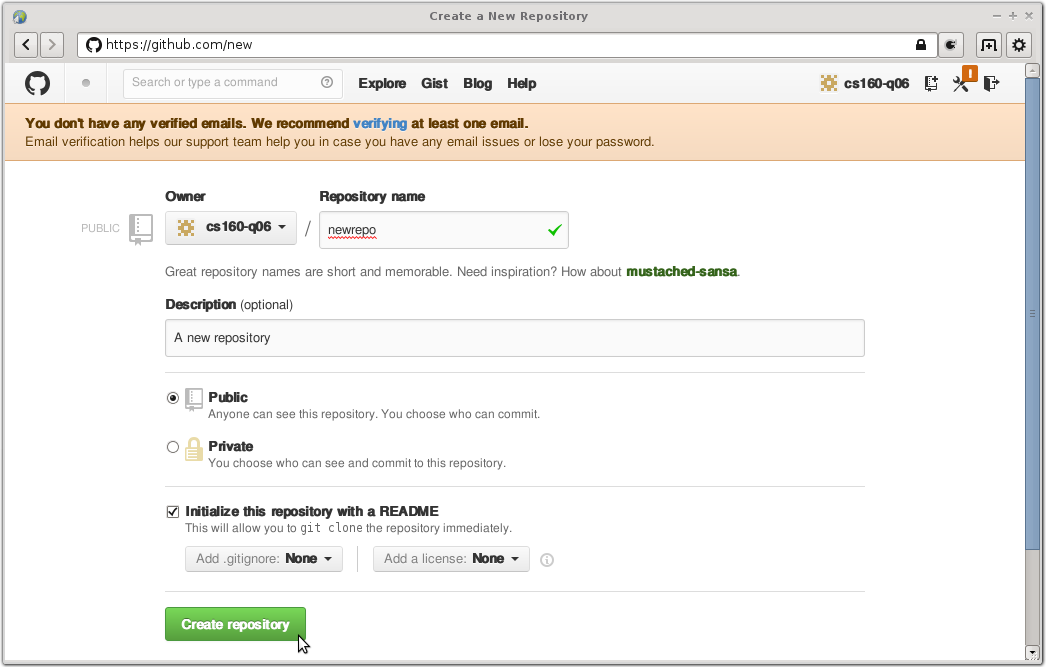 Create a New Repository
https://github.com/new
Search or type a command
Explore Gist Blog Help
cs160-q06
You don't have any verified emails. We recommend verifying at least one email.
Email verification helps our support team help you in case you have any email issues or lose your password.
Owner
Repository name
PUBLIC
cs160-q06
/
newrepo
Great repository names are short and memorable. Need inspiration? How about mustached-sansa.
Description (optional)
A new repository
Public
Anyone can see this repository. You choose who can commit.
Private
You choose who can see and commit to this repository.
Initialize this repository with a README
This will allow you to git clone the repository immediately.
Add .gitignore: None
Add a license: None
Create repository